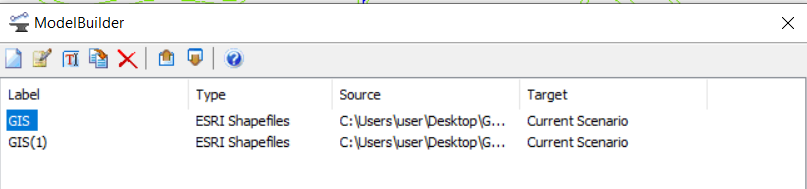 ModelBuilder
Label Type Source Target
GIS ESRI Shapefiles C:\Users\user\Desktop\G... Current Scenario
GIS(1) ESRI Shapefiles C:\Users\user\Desktop\G... Current Scenario